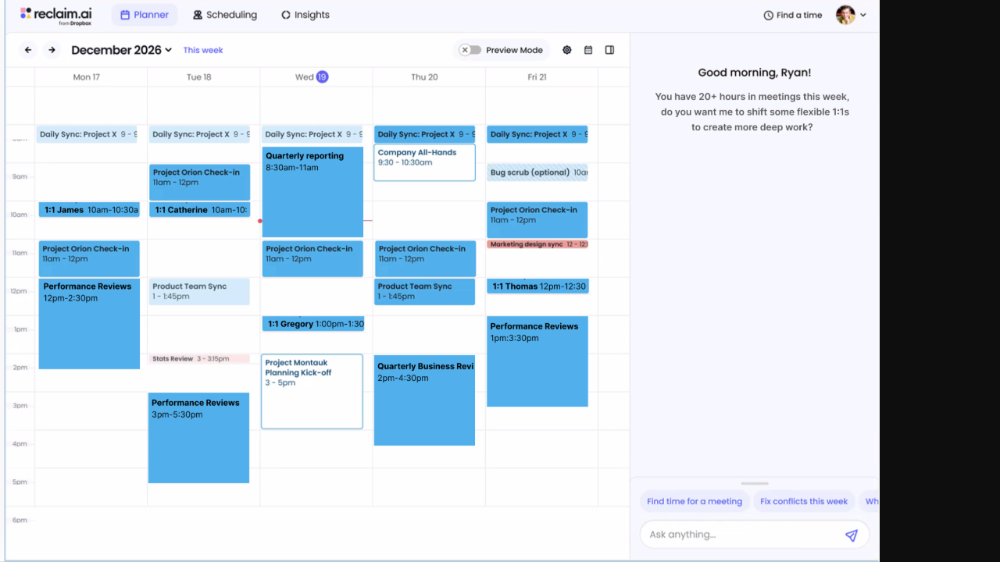 reclaim.ai
from Dropbox
Planner
Scheduling
Insights
Find a time
December 2026
This week
Preview Mode
Mon 17
Tue 18
Wed 19
Thu 20
Fri 21
9am
10am
11am
12pm
1pm
2pm
3pm
4pm
5pm
6pm
Daily Sync: Project X 9 - 9
1:1 James 10am-10:30a
Project Orion Check-in
11am - 12pm
Performance Reviews
12pm-2:30pm
Daily Sync: Project X 9 - 9
Project Orion Check-in
11am - 12pm
1:1 Catherine 10am-10:
Product Team Sync
1 - 1:45pm
Stats Review 3 - 3:15pm
Performance Reviews
3pm-5:30pm
Daily Sync: Project X 9 - 9
Quarterly reporting
8:30am-11am
Project Orion Check-in
11am - 12pm
1:1 Gregory 1:00pm-1:30
Project Montauk
Planning Kick-off
3 - 5pm
Daily Sync: Project X 9 - 9
Company All-Hands
9:30 - 10:30am
Project Orion Check-in
11am - 12pm
Product Team Sync
1 - 1:45pm
Quarterly Business Revi
2pm-4:30pm
Daily Sync: Project X 9 - 9
Bug scrub (optional) 10a
Project Orion Check-in
11am - 12pm
Marketing design sync 12 - 12:1
1:1 Thomas 12pm-12:30
Performance Reviews
1pm:3:30pm
Good morning, Ryan!
You have 20+ hours in meetings this week,
do you want me to shift some flexible 1:1s
to create more deep work?
Find time for a meeting
Fix conflicts this week
Wh
Ask anything...